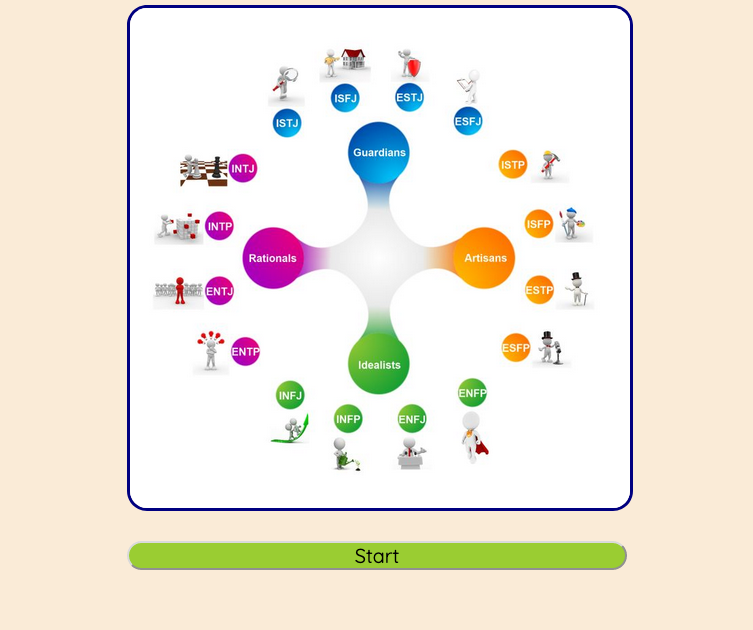 ISFJ
ESTJ
ISTJ
ESFJ
Guardians
INTJ
ISTP
INTP
ISFP
Rationals
Artisans
ENTJ
ESTP
ENTP
ESFP
Idealists
INFJ
ENFP
INFP
ENFJ
Start